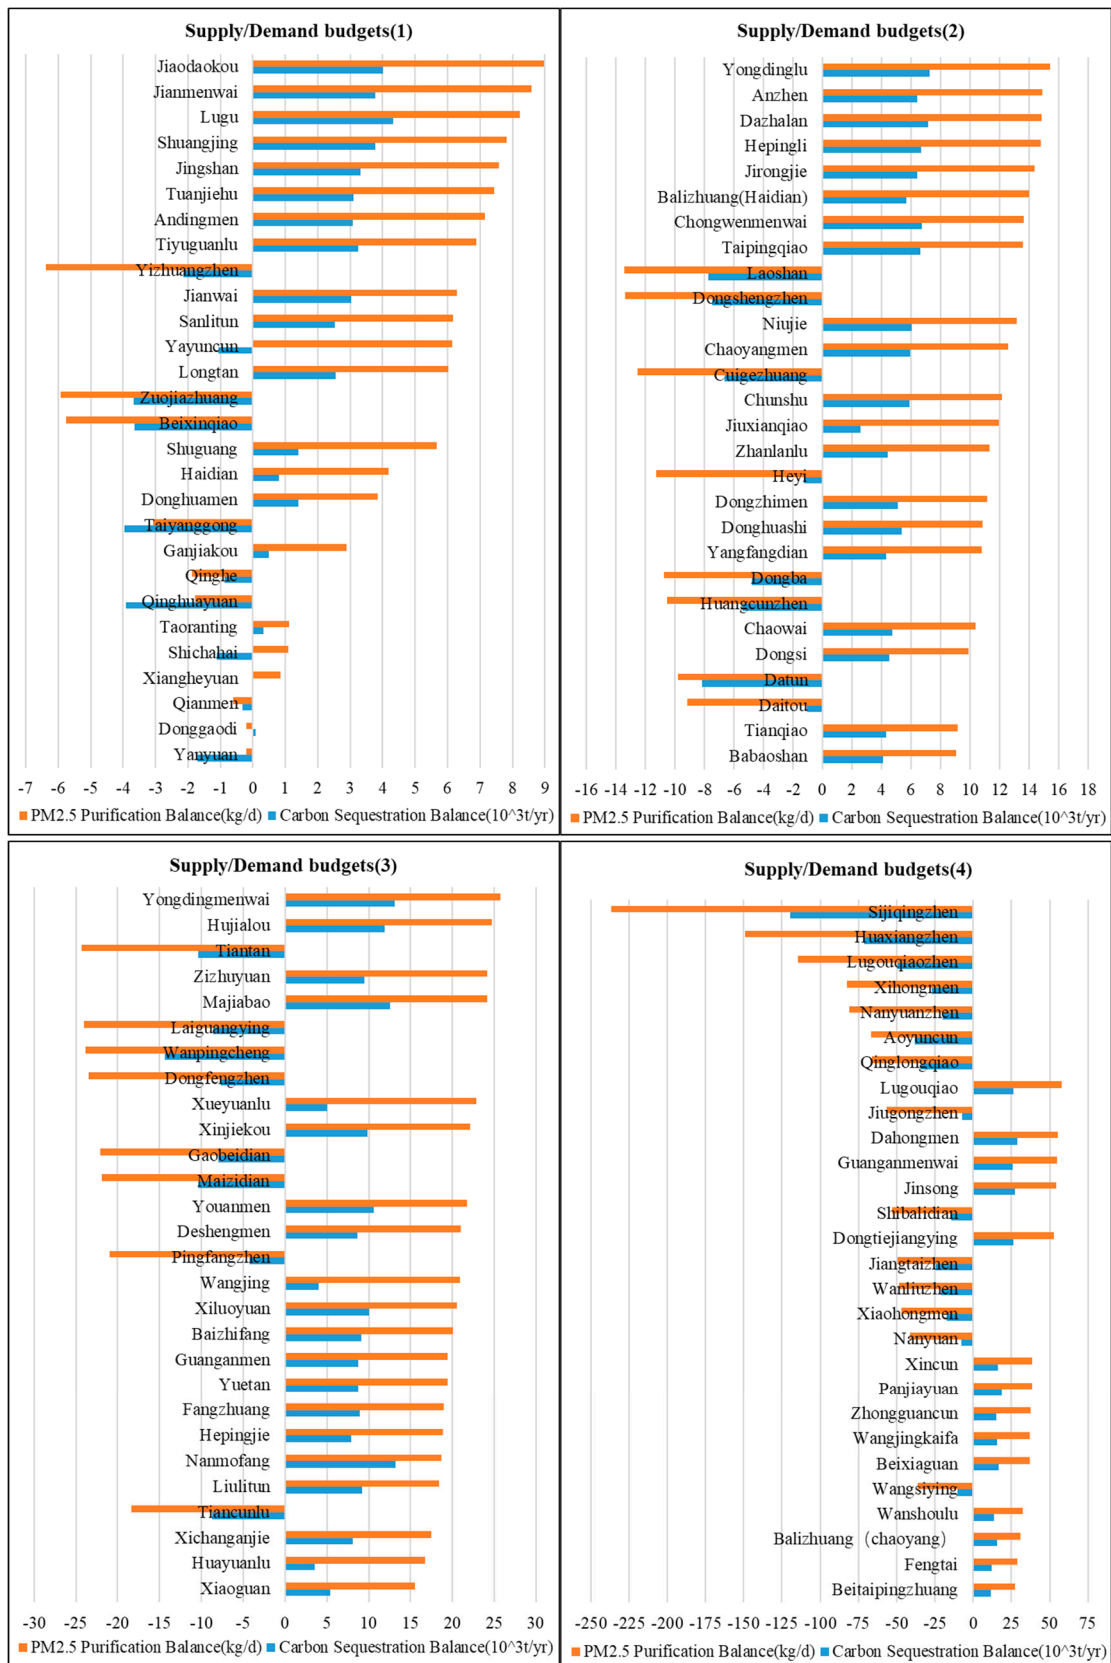 Supply/Demand budgets(1)
Jiaodaokou
Jianmenwai
Lugu
Shuangjing
Jingshan
Tuanjiehu
Andingmen
Tiyuguanlu
Yizhuangzhen
Jianwai
Sanlitun
Yayuncun
Longtan
Zuojiazhuang
Beixinqiao
Shuguang
Haidian
Donghuamen
Taiyanggong
Ganjiakou
Qinghe
Qinghuayuan
Taoranting
Shichahai
Xiangheyuan
Qianmen
Donggaodi
Yanyuan
-7 -6 -5 -4 -3 -2 -1 0 1 2 3 4 5 6 7 8 9
PM2.5 Purification Balance(kg/d) Carbon Sequestration Balance(10^3t/yr)
Supply/Demand budgets(2)
Yongdinglu
Anzhen
Dazhalan
Hepingli
Jirongjie
Balizhuang(Haidian)
Chongwenmenwai
Taipingqiao
Laoshan
Dongshengzhen
Niujie
Chaoyangmen
Cuigezhuang
Chunshu
Jiuxianqiao
Zhanlanlu
Heyi
Dongzhimen
Donghuashi
Yangfangdian
Dongba
Huangcunzhen
Chaowai
Dongsi
Datun
Daitou
Tianqiao
Babaoshan
-16 -14 -12 -10 -8 -6 -4 -2 0 2 4 6 8 10 12 14 16 18
PM2.5 Purification Balance(kg/d) Carbon Sequestration Balance(10^3t/yr)
Supply/Demand budgets(3)
Yongdingmenwai
Hujialou
Tiantan
Zizhuyuan
Majiabao
Laiguangying
Wanpingcheng
Dongfengzhen
Xueyuanlu
Xinjiekou
Gaobeidian
Maizidian
Youanmen
Deshengmen
Pingfangzhen
Wangjing
Xiluoyuan
Baizhifang
Guanganmen
Yuetan
Fangzhuang
Hepingjie
Nanmofang
Liulitun
Tiancunlu
Xichanganjie
Huayuanlu
Xiaoguan
-30 -25 -20 -15 -10 -5 0 5 10 15 20 25 30
PM2.5 Purification Balance(kg/d) Carbon Sequestration Balance(10^3t/yr)
Supply/Demand budgets(4)
Sijiqingzhen
Huaxiangzhen
Lugouqiaozhen
Xihongmen
Nanyuanzhen
Aoyuncun
Qinglongqiao
Lugouqiao
Jiugongzhen
Dahongmen
Guanganmenwai
Jinsong
Shibalidian
Dongtiejiangying
Jiangtaizhen
Wanliuzhen
Xiaohongmen
Nanyuan
Xincun
Panjiayuan
Zhongguancun
Wangjingkaifa
Beixiaguan
Wangsiying
Wanshoulu
Balizhuang（chaoyang）
Fengtai
Beitaipingzhuang
-250 -225 -200 -175 -150 -125 -100 -75 -50 -25 0 25 50 75
PM2.5 Purification Balance(kg/d) Carbon Sequestration Balance(10^3t/yr)